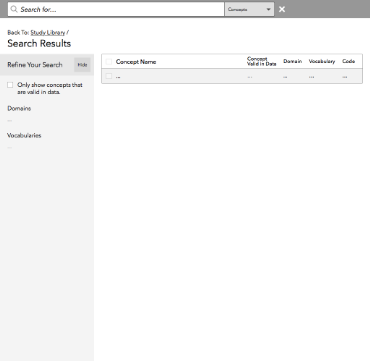 Search for...
Concepts
Back To: Study Library /
Search Results
Refine Your Search
Hide
Only show concepts that
are valid in data.
Domains
...
Vocabularies
...
Concept Name
Concept
Valid in Data
Domain
Vocabulary
Code
...
...
...
...
...